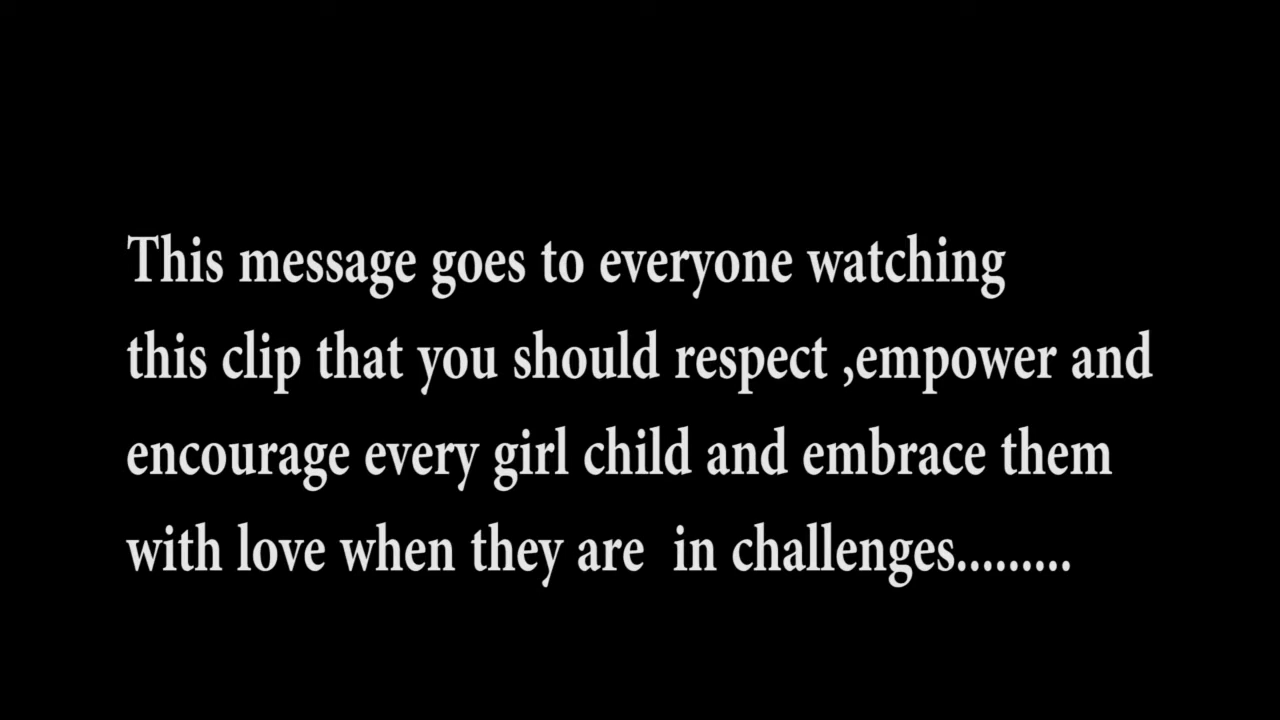 This message goes to everyone watching
this clip that you should respect ,empower and
encourage every girl child and embrace them
with love when they are  in challenges.........